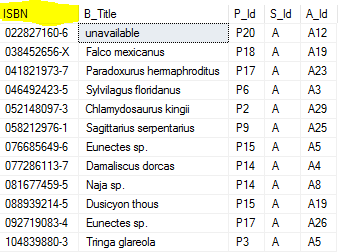 ISBN B_Title P_Id S_Id A_Id
022827160-6 unavailable P20 A A12
038452656-X Falco mexicanus P18 A A19
041821973-7 Paradoxurus hermaphroditus P17 A A23
046492423-5 Sylvilagus floridanus P6 A A3
052148097-3 Chlamydosaurus kingii P2 A A29
058212976-1 Sagittarius serpentarius P9 A A25
076685649-6 Eunectes sp. P15 A A5
077286113-7 Damaliscus dorcas P14 A A4
081677459-5 Naja sp. P14 A A8
088939214-5 Dusicyon thous P15 A A19
092719083-4 Eunectes sp. P17 A A26
104839880-3 Tringa glareola P3 A A5